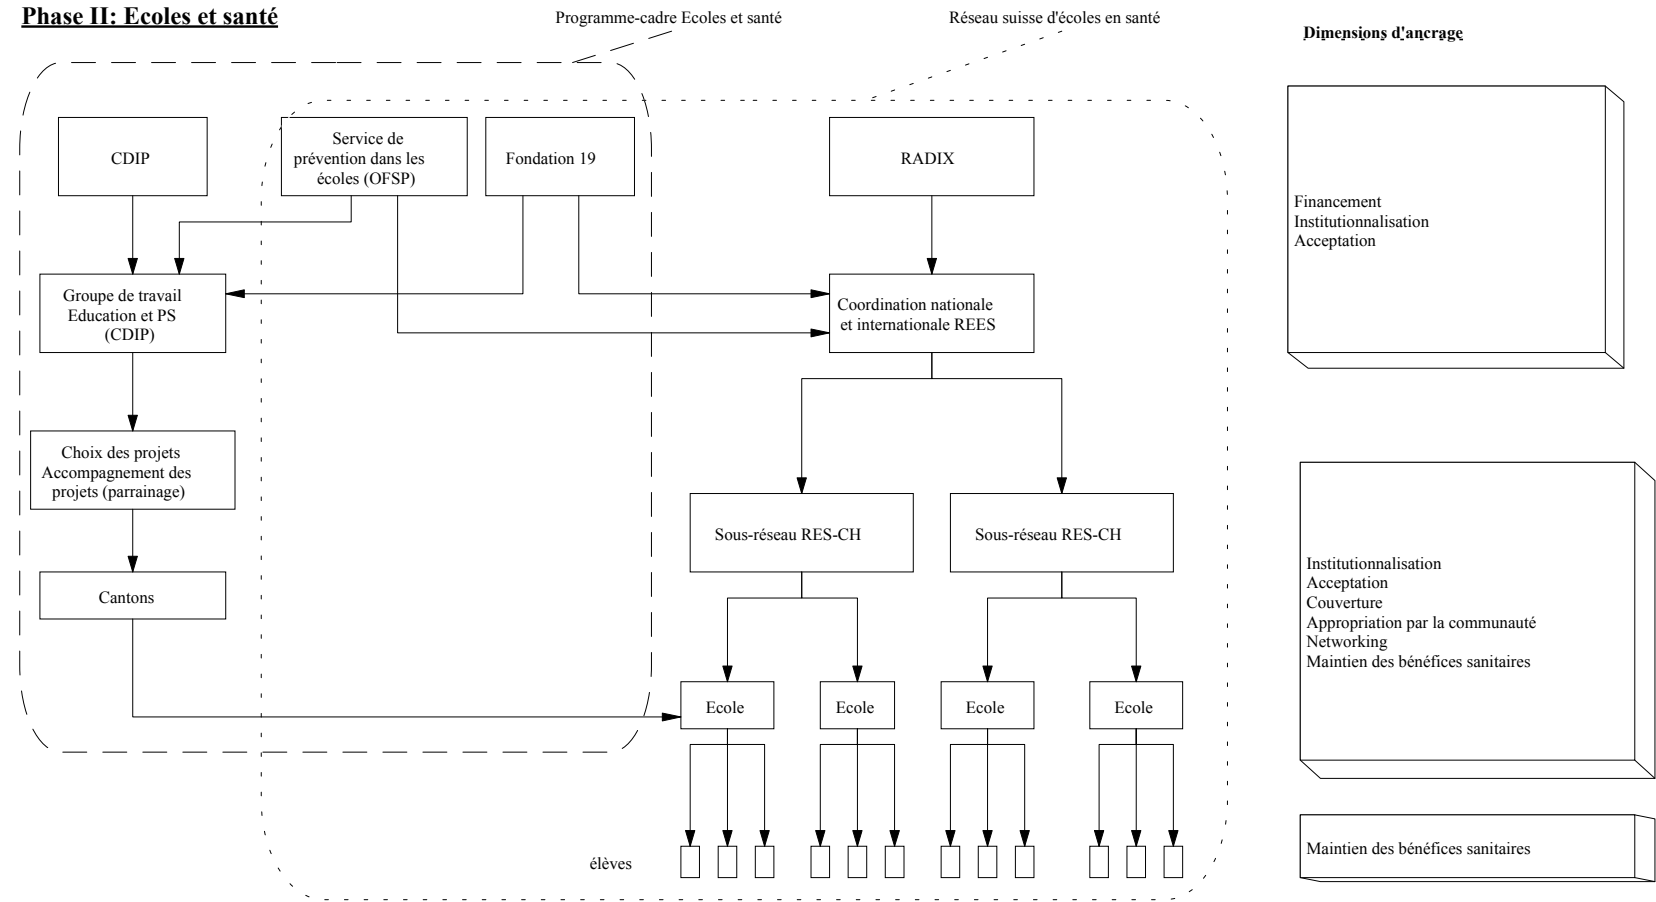 Phase II: Ecoles et santé
Programme-cadre Ecoles et santé
Réseau suisse d'écoles en santé
Dimensions d'ancrage
CDIP
Service de
prévention dans les
écoles (OFSP)
Fondation 19
RADIX
Financement
Institutionnalisation
Acceptation
Groupe de travail
Education et PS
(CDIP)
Coordination nationale
et internationale REES
Choix des projets
Accompagnement des
projets (parrainage)
Sous-réseau RES-CH
Sous-réseau RES-CH
Cantons
Institutionnalisation
Acceptation
Couverture
Appropriation par la communauté
Networking
Maintien des bénéfices sanitaires
Ecole
Ecole
Ecole
Ecole
élèves
Maintien des bénéfices sanitaires